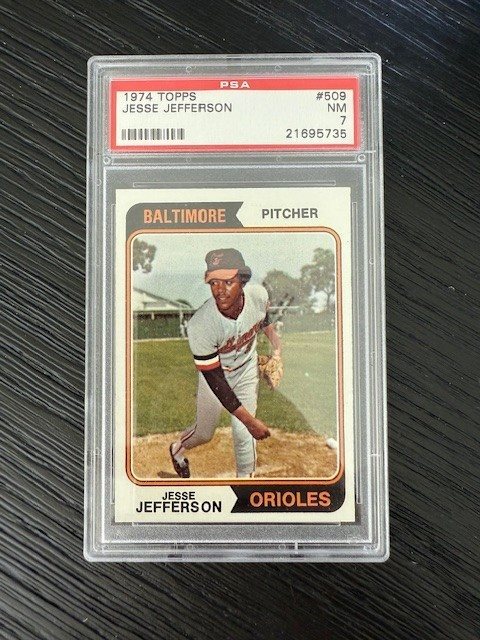 PSA
1974 TOPPS #509
JESSE JEFFERSON NM
7
21695735
BALTIMORE PITCHER
JESSE
JEFFERSON ORIOLES